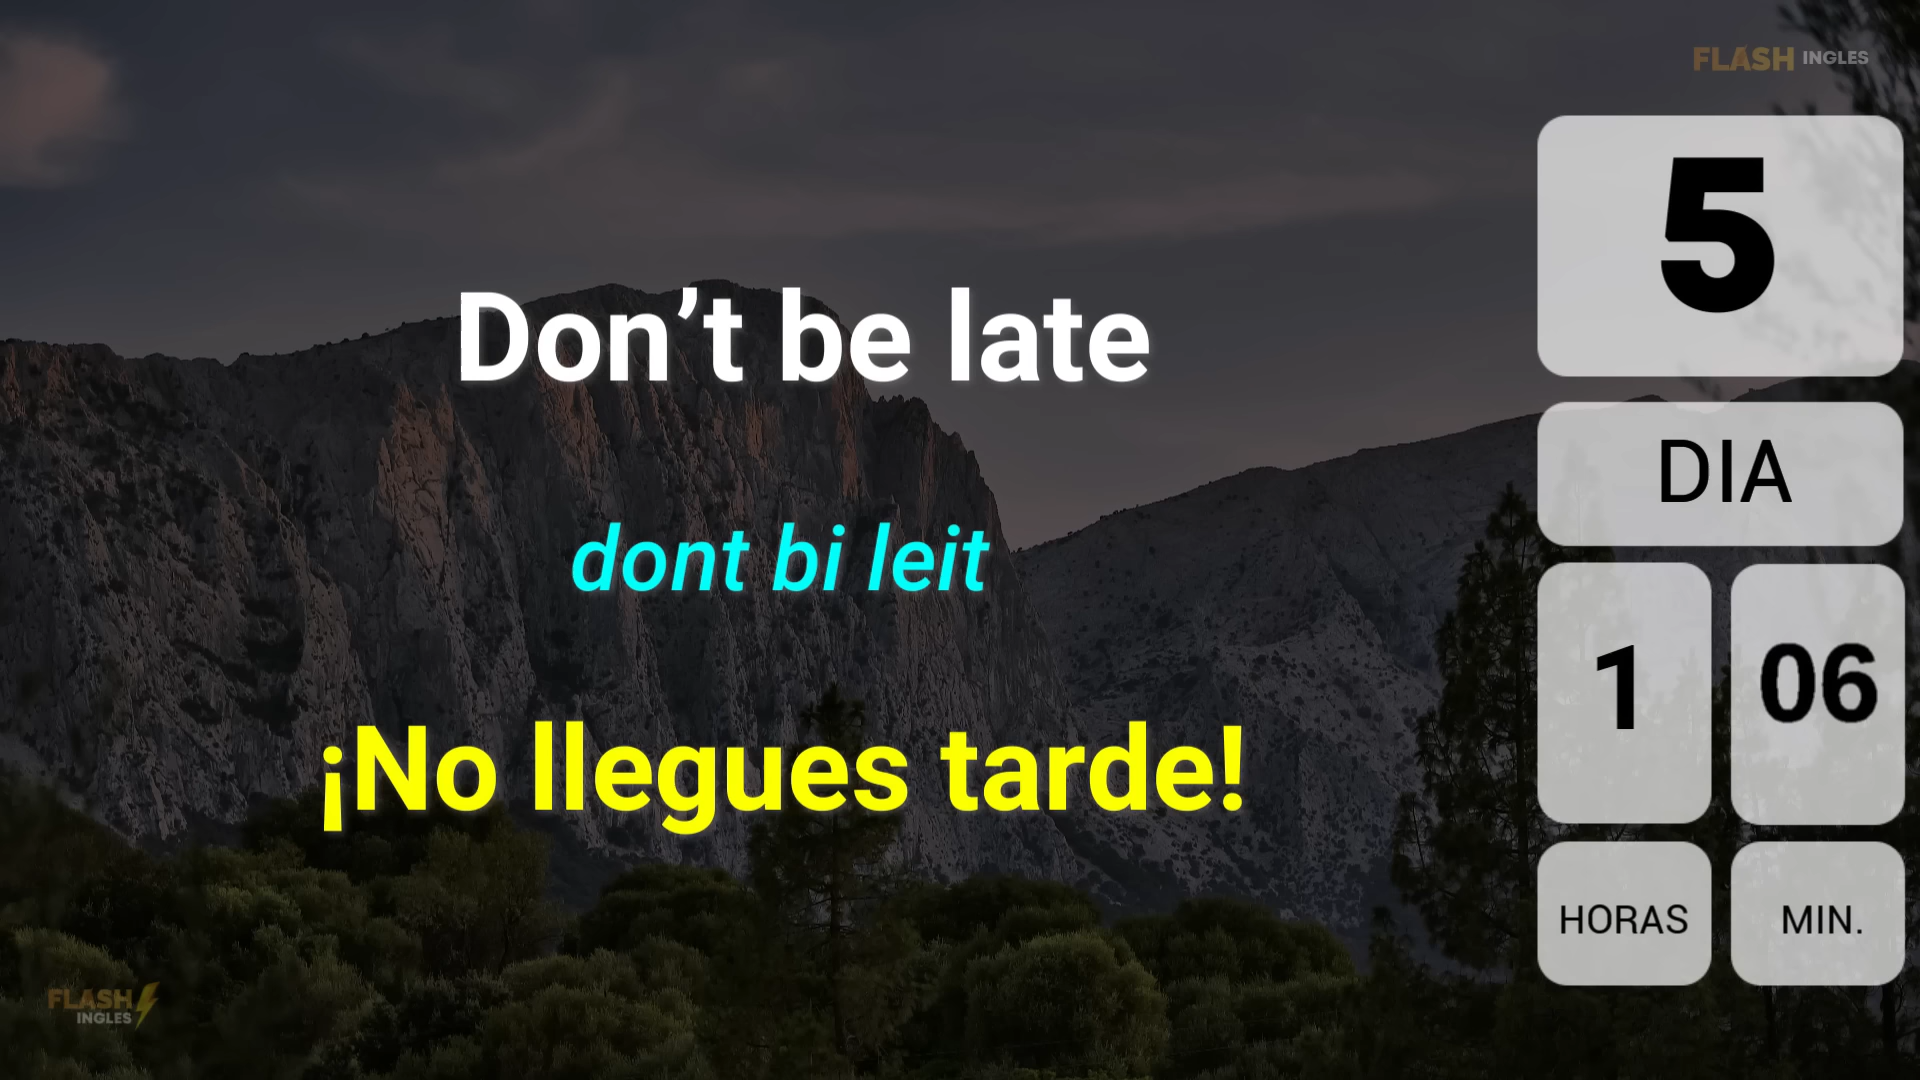 FLASH INGLES
5
DIA
Don’t be late
dont bi leit
¡No llegues tarde!
1 06
HORAS MIN.
FLASH
INGLES